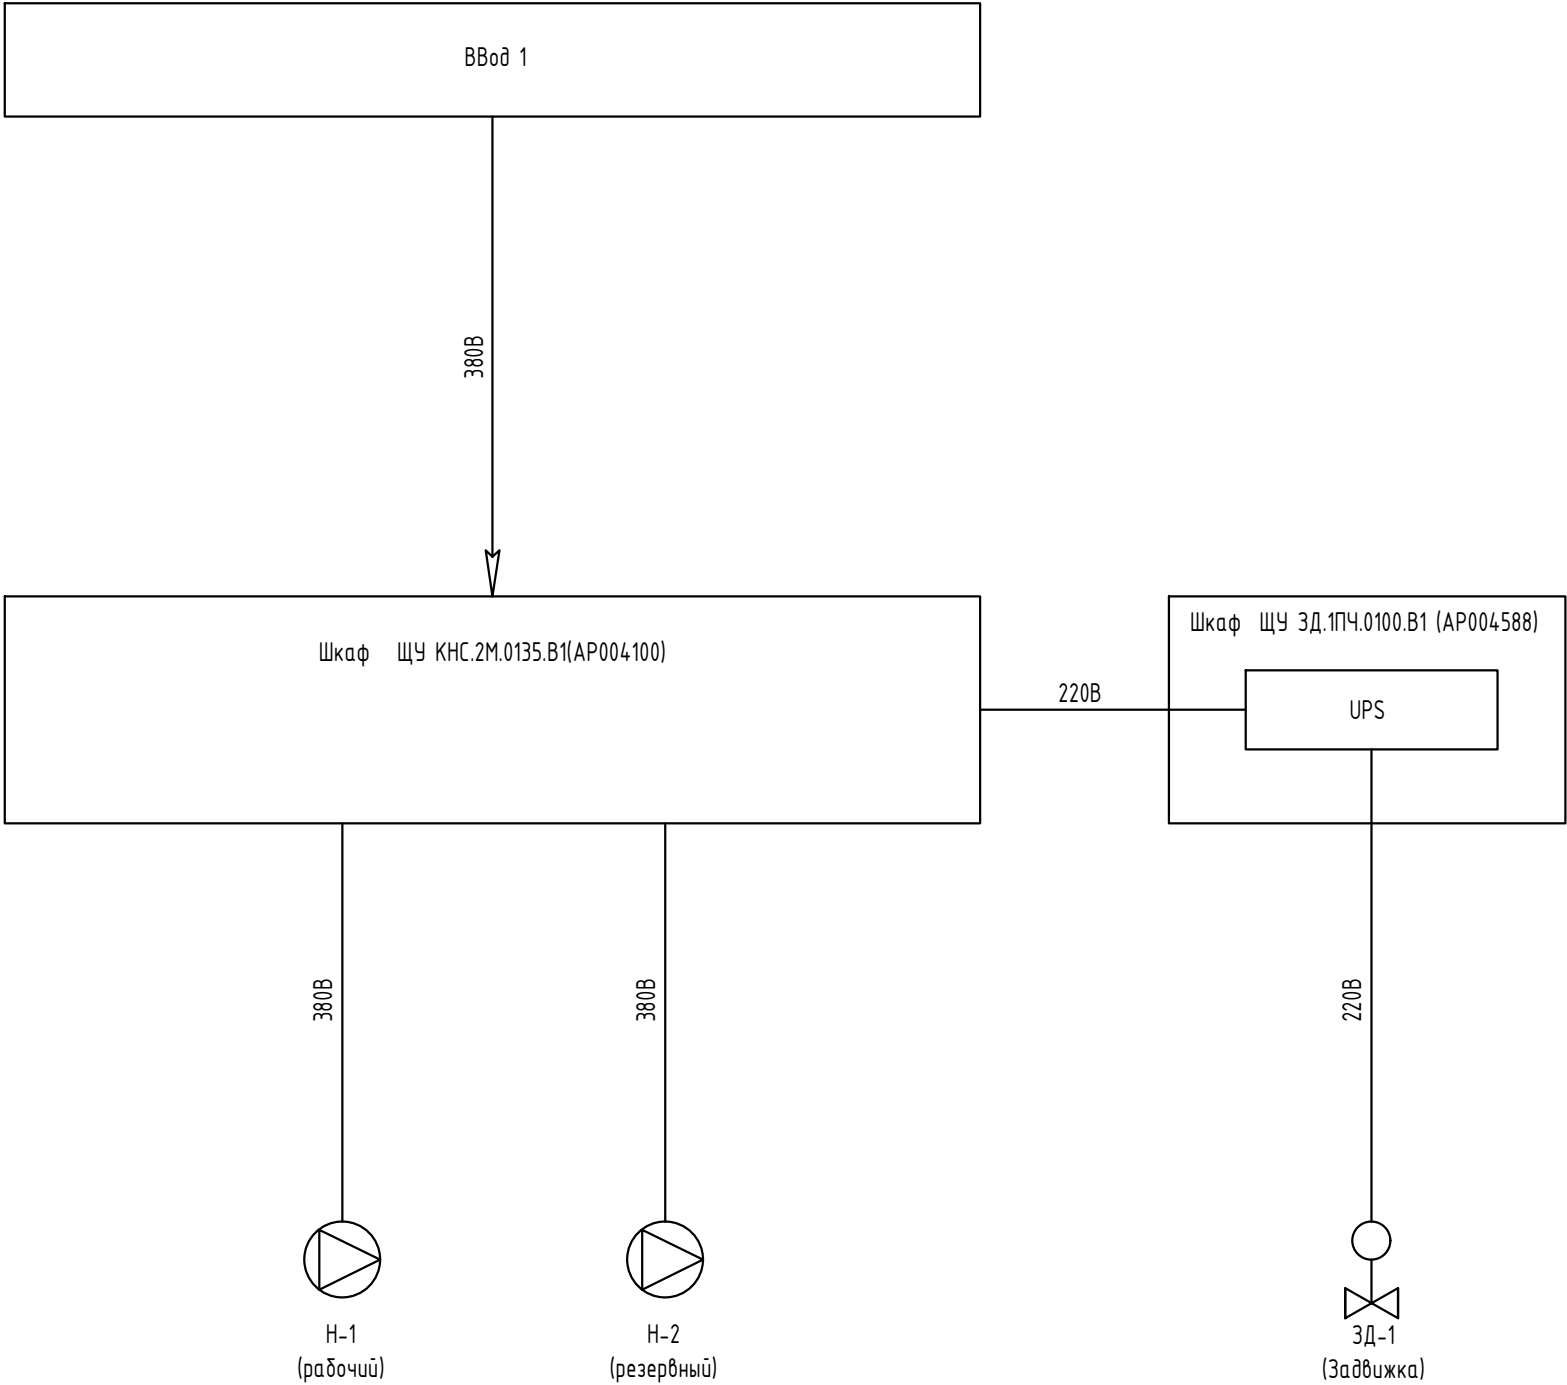 ВВод 1
380В
Шкаф ЩУ КНС.2М.0135.В1(АР004100)
Шкаф ЩУ ЗД.1ПЧ.0100.В1 (АР004588)
220В
UPS
380В
380В
220В
Н-1
(рабочий)
Н-2
(резервный)
ЗД-1
(Задвижка)